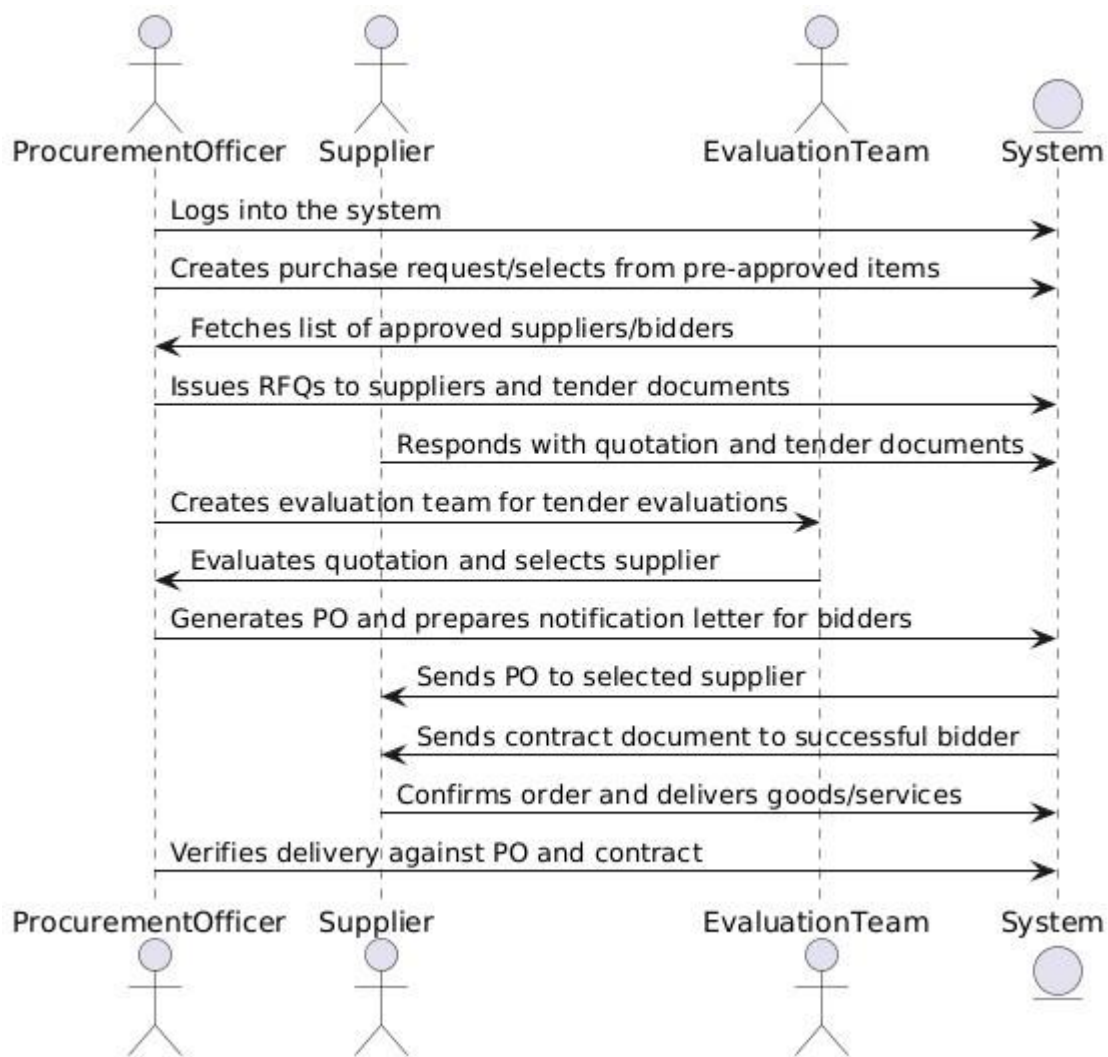 ProcurementOfficer Supplier EvaluationTeam System
Logs into the system
Creates purchase request/selects from pre-approved items
Fetches list of approved suppliers/bidders
Issues RFQs to suppliers and tender documents
Responds with quotation and tender documents
Creates evaluation team for tender evaluations
Evaluates quotation and selects supplier
Generates PO and prepares notification letter for bidders
Sends PO to selected supplier
Sends contract document to successful bidder
Confirms order and delivers goods/services
Verifies delivery against PO and contract
ProcurementOfficer Supplier EvaluationTeam System